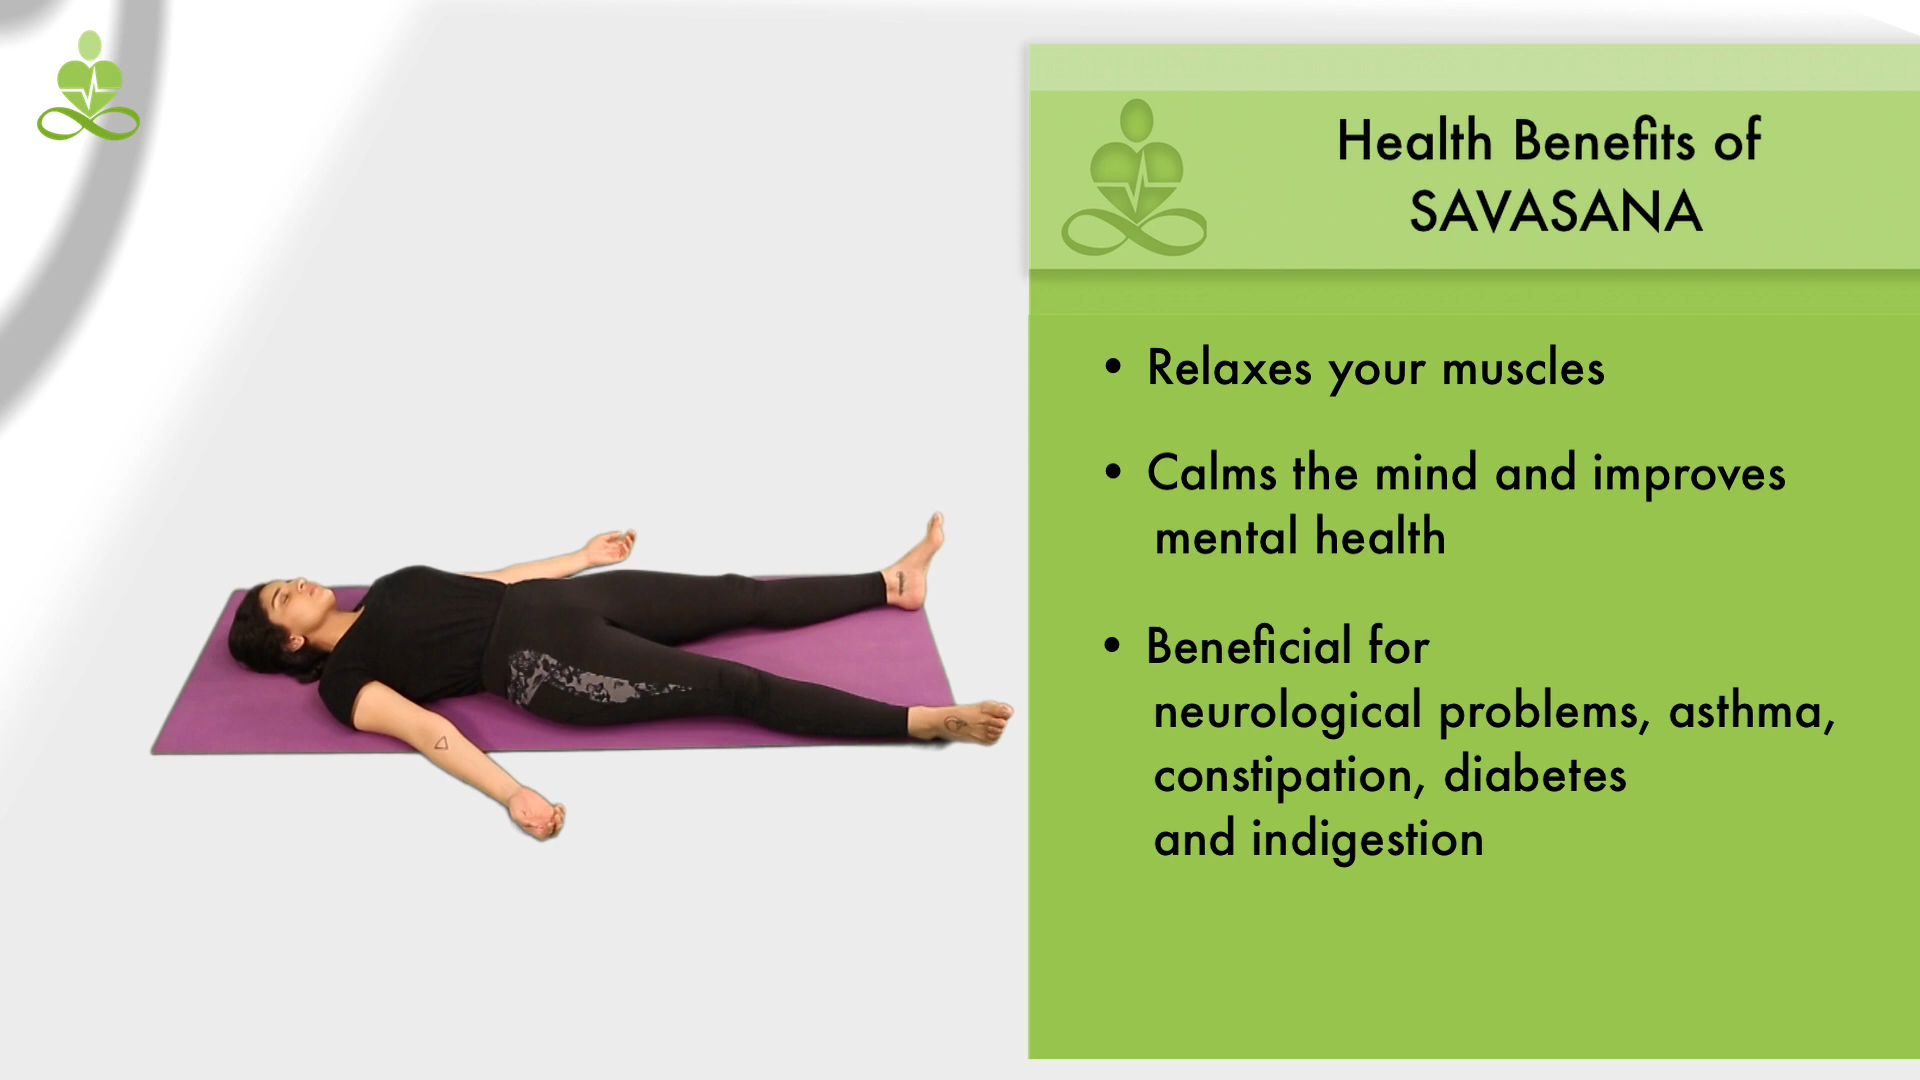 Health Benefits of
SAVASANA
• Relaxes your muscles
• Calms the mind and improves
mental health
• Beneficial for
neurological problems, asthma,
constipation, diabetes
and indigestion